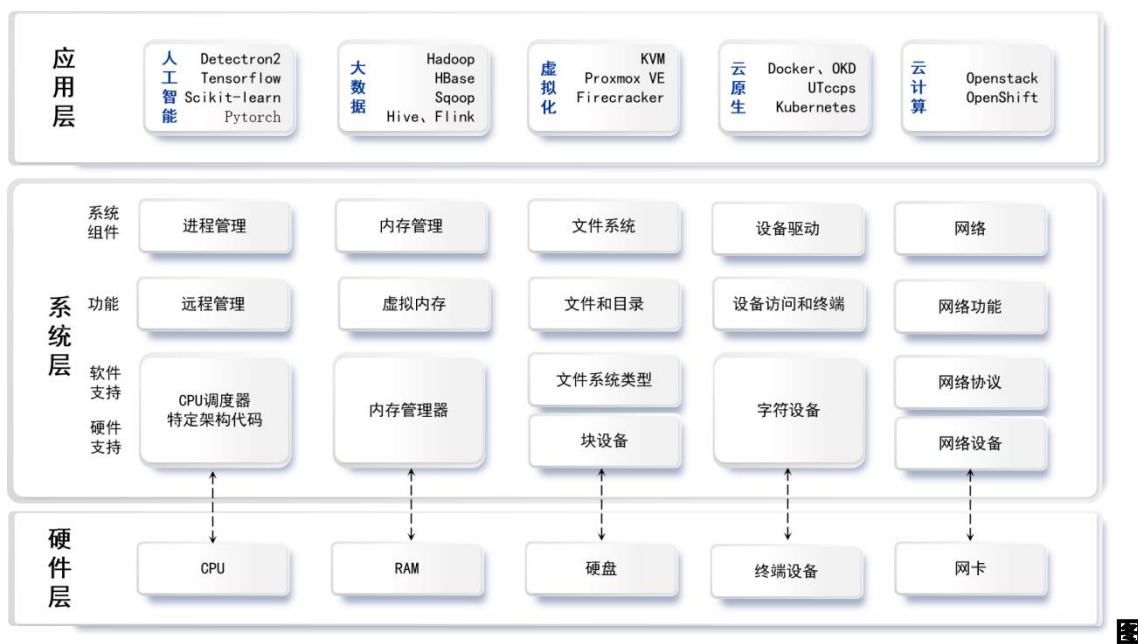 应用层
人工智能
Detectron2
Tensorflow
Scikit-learn
Pytorch
大数据
Hadoop
HBase
Sqoop
Hive、Flink
虚拟化
KVM
Proxmox VE
Firecracker
云原生
Docker、OKD
UTccps
Kubernetes
云计算
Openstack
OpenShift
系统层
系统组件
进程管理
内存管理
文件系统
设备驱动
网络
功能
远程管理
虚拟内存
文件和目录
设备访问和终端
网络功能
软件支持
硬件支持
CPU调度器
特定架构代码
内存管理器
文件系统类型
块设备
字符设备
网络协议
网络设备
硬件层
CPU
RAM
硬盘
终端设备
网卡
图